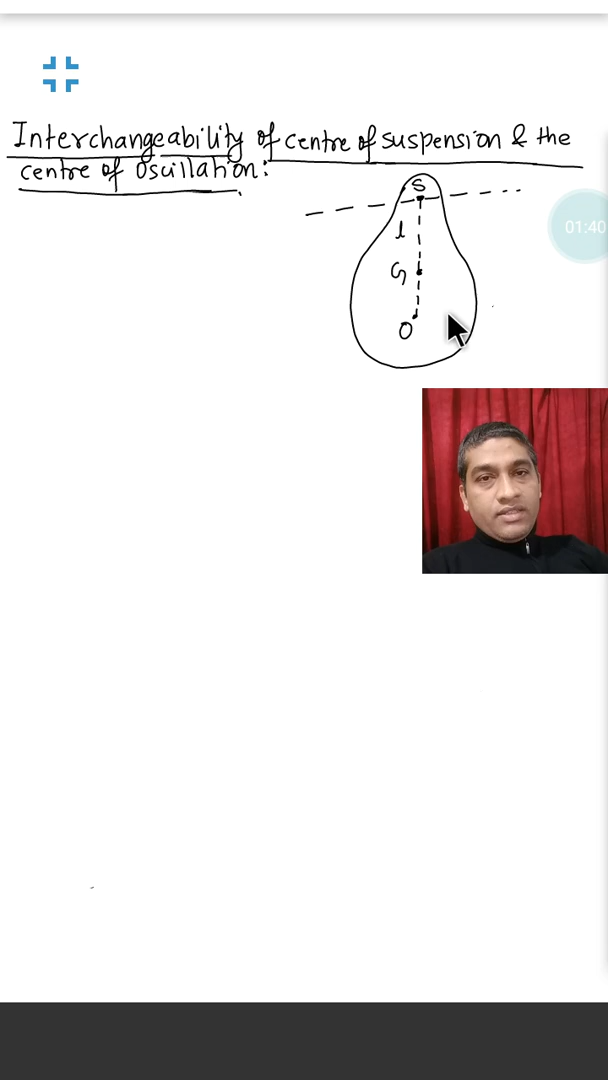 Interchangeability of centre of suspension & the
centre of Oscillation:
S
01:40
l
G
O